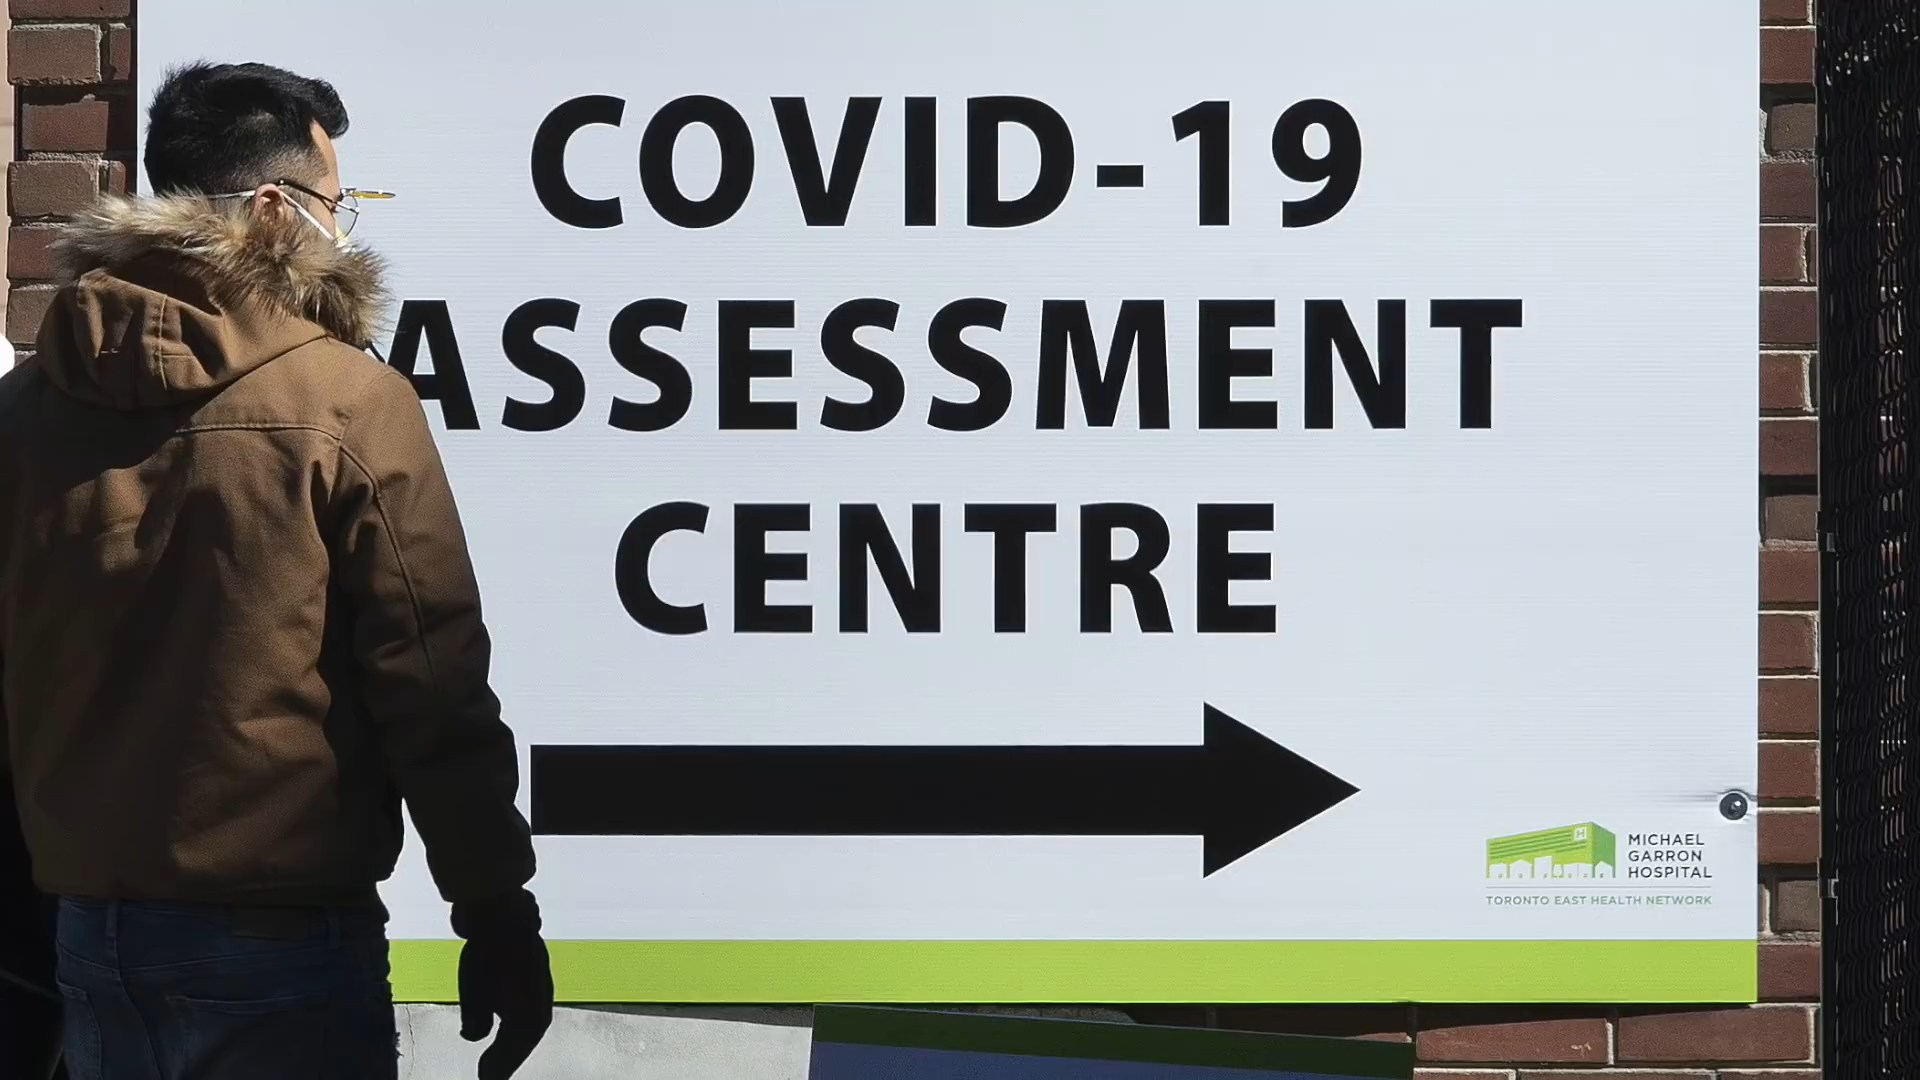 COVID-19
ASSESSMENT
CENTRE
H
MICHAEL
GARRON
HOSPITAL
TORONTO EAST HEALTH NETWORK